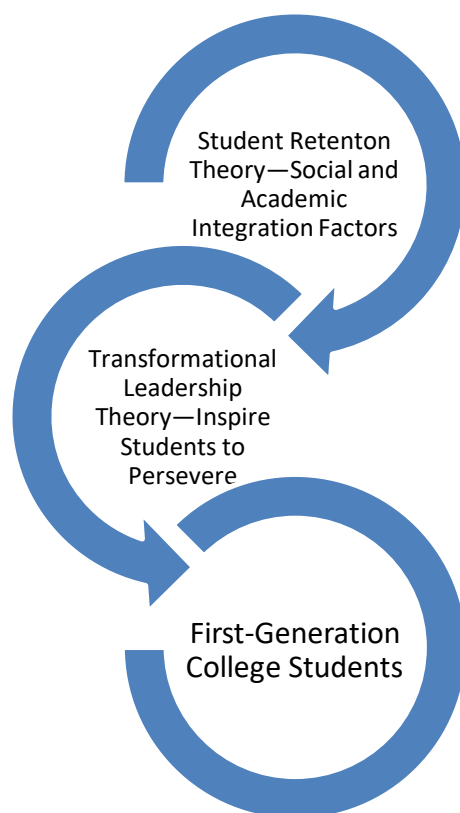 Student Retenton
Theory—Social and
Academic
Integration Factors
Transformational
Leadership
Theory—Inspire
Students to
Persevere
First-Generation
College Students